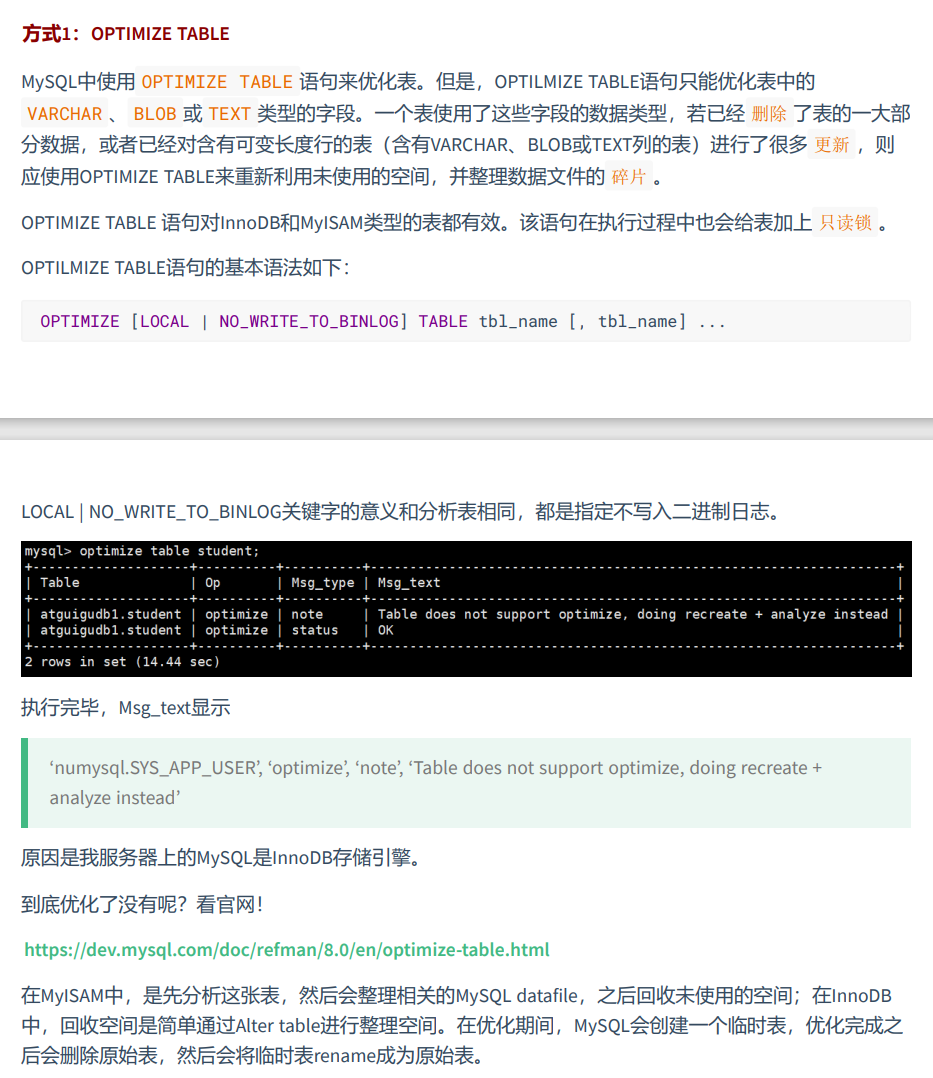 方式1：OPTIMIZE TABLE
MySQL中使用 OPTIMIZE TABLE 语句来优化表。但是，OPTILMIZE TABLE语句只能优化表中的
VARCHAR 、 BLOB 或 TEXT 类型的字段。一个表使用了这些字段的数据类型，若已经 删除 了表的一大部
分数据，或者已经对含有可变长度行的表（含有VARCHAR、BLOB或TEXT列的表）进行了很多 更新 ，则
应使用OPTIMIZE TABLE来重新利用未使用的空间，并整理数据文件的 碎片 。
OPTIMIZE TABLE 语句对InnoDB和MyISAM类型的表都有效。该语句在执行过程中也会给表加上 只读锁 。
OPTILMIZE TABLE语句的基本语法如下：
OPTIMIZE [LOCAL | NO_WRITE_TO_BINLOG] TABLE tbl_name [, tbl_name] ...
LOCAL | NO_WRITE_TO_BINLOG关键字的意义和分析表相同，都是指定不写入二进制日志。
mysql> optimize table student;
+--------------------+----------+----------+-------------------------------------------------------------------+
| Table | Op | Msg_type | Msg_text |
+--------------------+----------+----------+-------------------------------------------------------------------+
| atguigudb1.student | optimize | note | Table does not support optimize, doing recreate + analyze instead |
| atguigudb1.student | optimize | status | OK |
+--------------------+----------+----------+-------------------------------------------------------------------+
2 rows in set (14.44 sec)
执行完毕，Msg_text显示
‘numysql.SYS_APP_USER’, ‘optimize’, ‘note’, ‘Table does not support optimize, doing recreate +
analyze instead’
原因是我服务器上的MySQL是InnoDB存储引擎。
到底优化了没有呢？看官网！
https://dev.mysql.com/doc/refman/8.0/en/optimize-table.html
在MyISAM中，是先分析这张表，然后会整理相关的MySQL datafile，之后回收未使用的空间；在InnoDB
中，回收空间是简单通过Alter table进行整理空间。在优化期间，MySQL会创建一个临时表，优化完成之
后会删除原始表，然后会将临时表rename成为原始表。